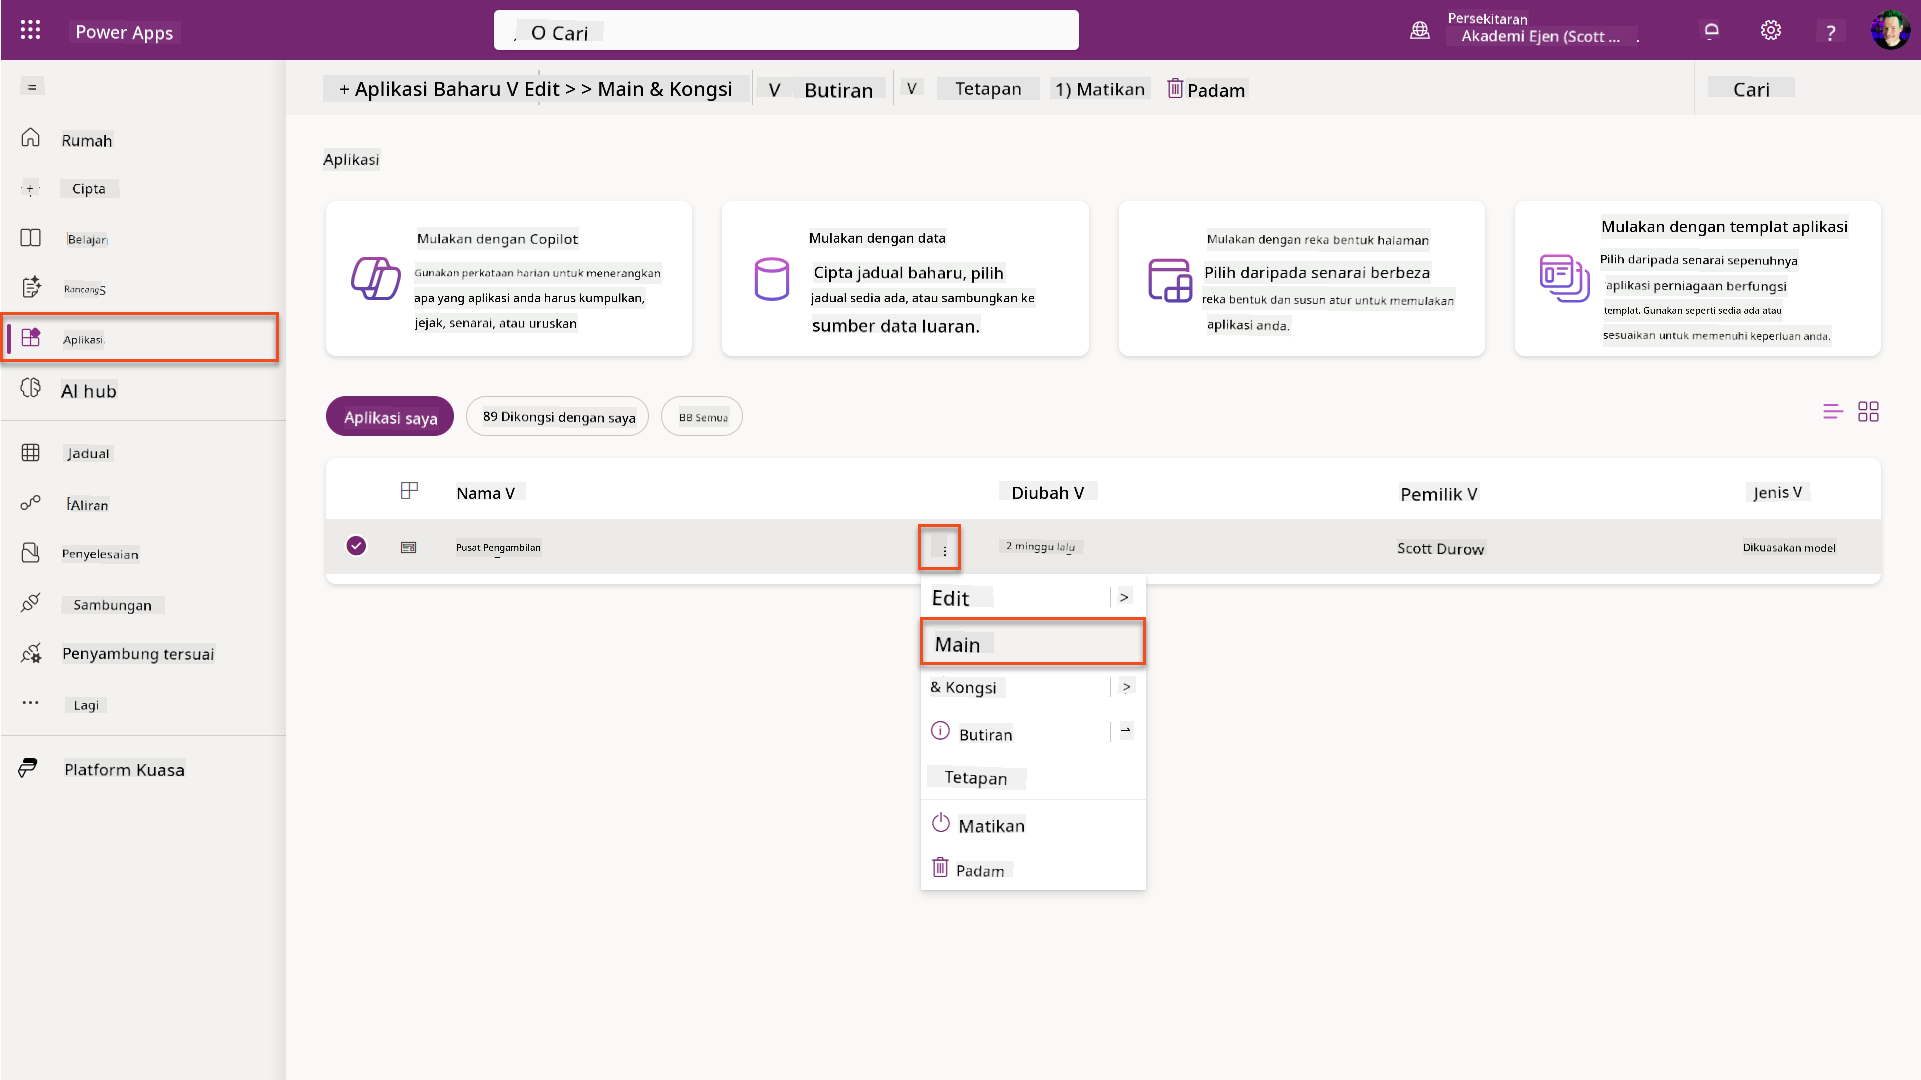 Power Apps
O Cari
Persekitaran
Akademi Ejen (Scott ...
?
+ Aplikasi Baharu V Edit > > Main & Kongsi
V
Butiran
V
Tetapan
1) Matikan
Padam
Cari
Rumah
Cipta
Belajar
Rancangs
Aplikasi
AI hub
Jadual
Aliran
Penyelesaian
Sambungan
Penyambung tersuai
Lagi
Platform Kuasa
Aplikasi
Mulakan dengan Copilot
Gunakan perkataan harian untuk menerangkan
apa yang aplikasi anda harus kumpulkan,
jejak, senarai, atau uruskan
Mulakan dengan data
Cipta jadual baharu, pilih
jadual sedia ada, atau sambungkan ke
sumber data luaran.
Mulakan dengan reka bentuk halaman
Pilih daripada senarai berbeza
reka bentuk dan susun atur untuk memulakan
aplikasi anda.
Mulakan dengan templat aplikasi
Pilih daripada senarai sepenuhnya
aplikasi perniagaan berfungsi
templat. Gunakan seperti sedia ada atau
sesuaikan untuk memenuhi keperluan anda.
Aplikasi saya
89 Dikongsi dengan saya
BB Semua
Nama V
Diubah V
Pemilik V
Jenis V
Pusat Pengambilan
2 minggu lalu
Scott Durow
Dikuasakan model
Edit >
Main
& Kongsi >
Butiran
Tetapan
Matikan
Padam